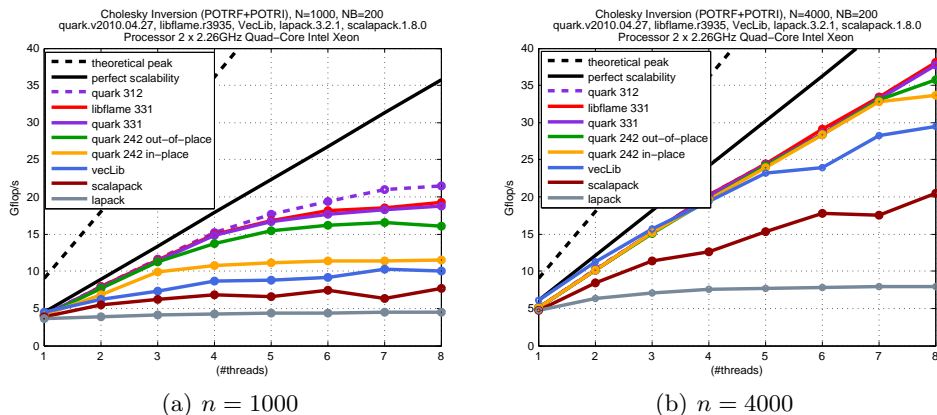 Cholesky Inversion (POTRF+POTRI), N=1000, NB=200
quark.v2010.04.27, libflame.r3935, VecLib, lapack.3.2.1, scalapack.1.8.0
Processor 2 x 2.26GHz Quad-Core Intel Xeon
40
35
30
25
20
15
10
5
0
Gflop/s
theoretical peak
perfect scalability
quark 312
libflame 331
quark 331
quark 242 out-of-place
quark 242 in-place
vecLib
scalapack
lapack
1 2 3 4 5 6 7 8
(#threads)
(a) n = 1000
Cholesky Inversion (POTRF+POTRI), N=4000, NB=200
quark.v2010.04.27, libflame.r3935, VecLib, lapack.3.2.1, scalapack.1.8.0
Processor 2 x 2.26GHz Quad-Core Intel Xeon
40
35
30
25
20
15
10
5
0
Gflop/s
theoretical peak
perfect scalability
libflame 331
quark 331
quark 242 out-of-place
quark 242 in-place
vecLib
scalapack
lapack
1 2 3 4 5 6 7 8
(#threads)
(b) n = 4000